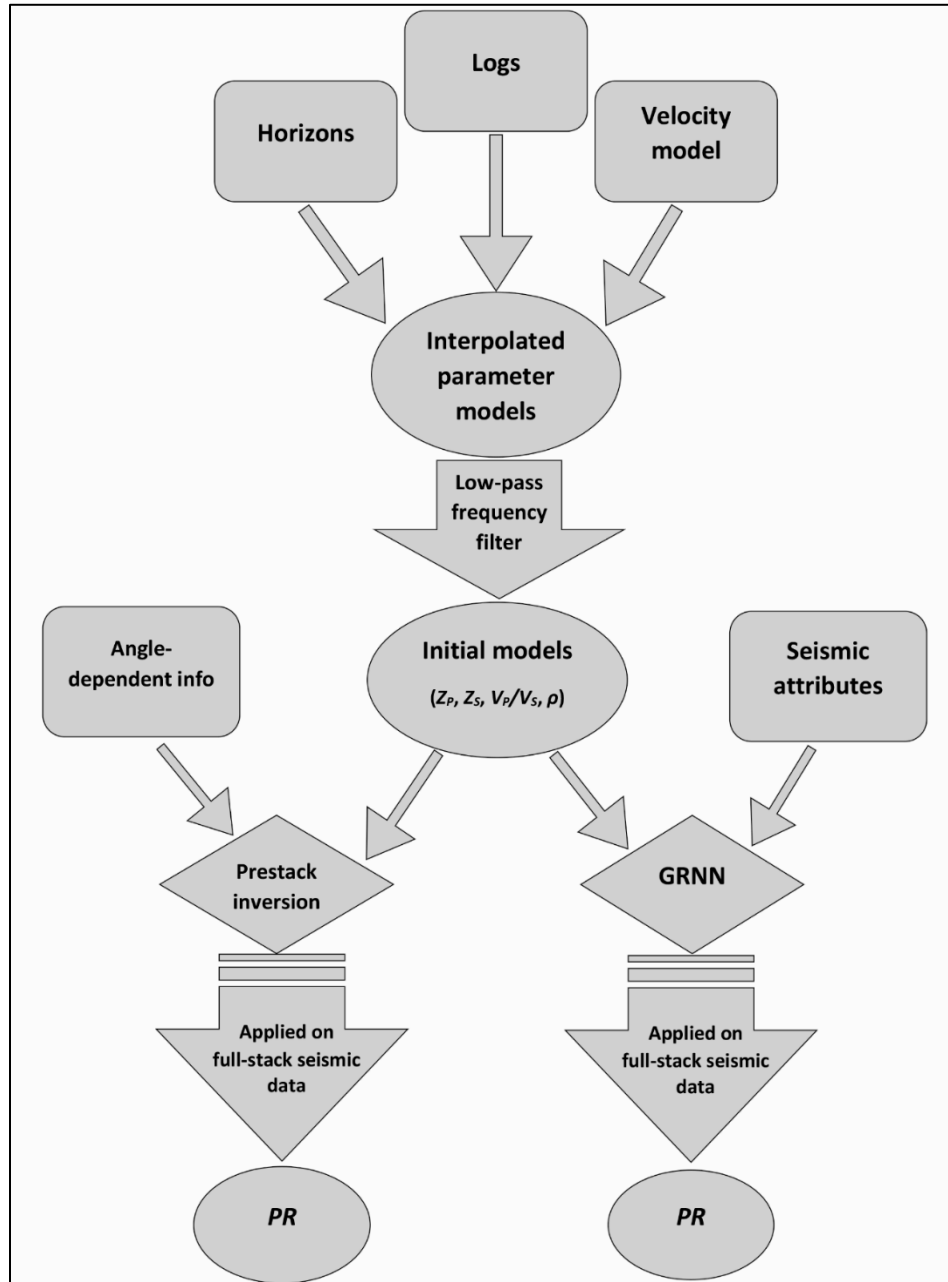 Logs
Horizons
Velocity
model
Interpolated
parameter
models
Low-pass
frequency
filter
Angle-
dependent info
Initial models
(ZP, ZS, VP/VS, ρ)
Seismic
attributes
Prestack
inversion
GRNN
Applied on
full-stack seismic
data
Applied on
full-stack seismic
data
PR
PR